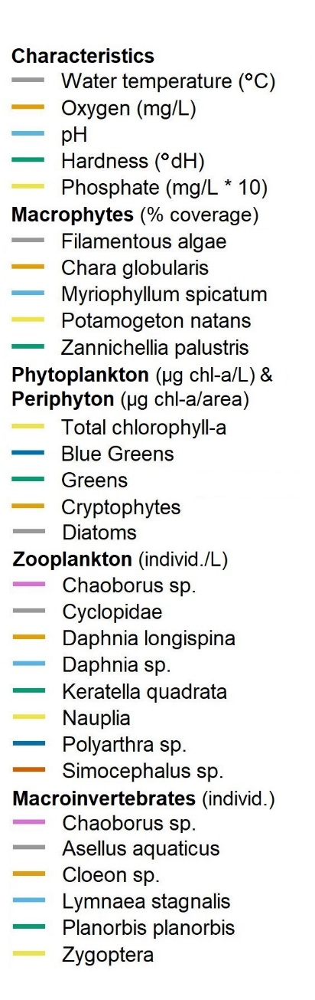 Characteristics
Water temperature (°C)
Oxygen (mg/L)
pH
Hardness (°dH)
Phosphate (mg/L * 10)
Macrophytes (% coverage)
Filamentous algae
Chara globularis
Myriophyllum spicatum
Potamogeton natans
Zannichellia palustris
Phytoplankton (µg chl-a/L) &
Periphyton (µg chl-a/area)
Total chlorophyll-a
Blue Greens
Greens
Cryptophytes
Diatoms
Zooplankton (individ./L)
Chaoborus sp.
Cyclopidae
Daphnia longispina
Daphnia sp.
Keratella quadrata
Nauplia
Polyarthra sp.
Simocephalus sp.
Macroinvertebrates (individ.)
Chaoborus sp.
Asellus aquaticus
Cloeon sp.
Lymnaea stagnalis
Planorbis planorbis
Zygoptera